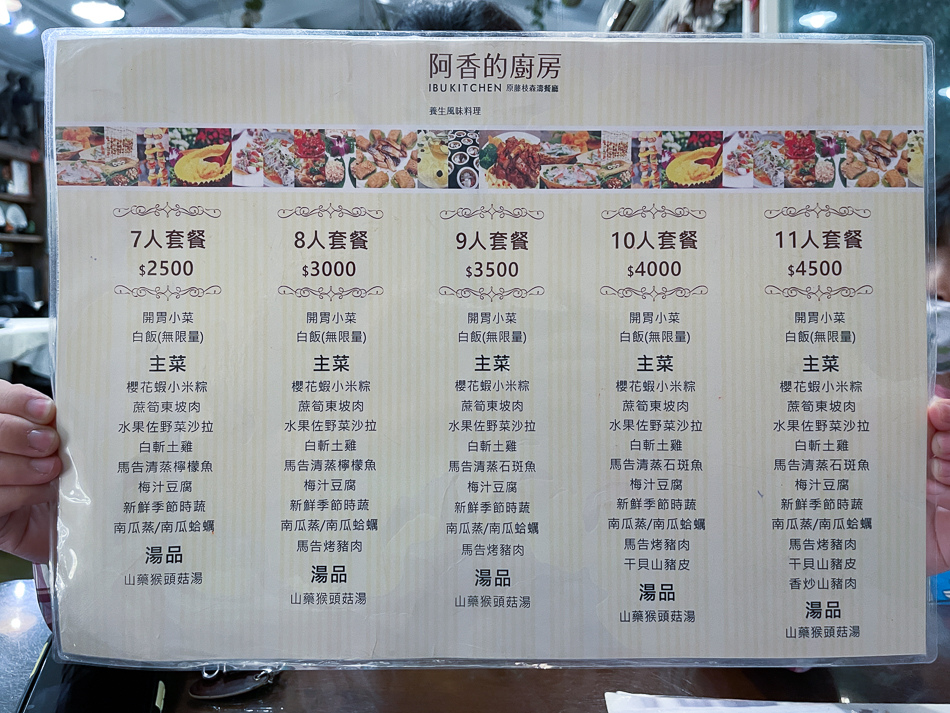 阿香的廚房
IBUKITCHEN 原藤枝森濤餐廳
養生風味料理
7人套餐
$2500
開胃小菜
白飯(無限量)
主菜
櫻花蝦小米粽
蔗筍東坡肉
水果佐野菜沙拉
白斬土雞
馬告清蒸檸檬魚
梅汁豆腐
新鮮季節時蔬
南瓜蒸/南瓜蛤蠣
湯品
山藥猴頭菇湯
8人套餐
$3000
開胃小菜
白飯(無限量)
主菜
櫻花蝦小米粽
蔗筍東坡肉
水果佐野菜沙拉
白斬土雞
馬告清蒸檸檬魚
梅汁豆腐
新鮮季節時蔬
南瓜蒸/南瓜蛤蠣
馬告烤豬肉
湯品
山藥猴頭菇湯
9人套餐
$3500
開胃小菜
白飯(無限量)
主菜
櫻花蝦小米粽
蔗筍東坡肉
水果佐野菜沙拉
白斬土雞
馬告清蒸石斑魚
梅汁豆腐
新鮮季節時蔬
南瓜蒸/南瓜蛤蠣
馬告烤豬肉
湯品
山藥猴頭菇湯
10人套餐
$4000
開胃小菜
白飯(無限量)
主菜
櫻花蝦小米粽
蔗筍東坡肉
水果佐野菜沙拉
白斬土雞
馬告清蒸石斑魚
梅汁豆腐
新鮮季節時蔬
南瓜蒸/南瓜蛤蠣
馬告烤豬肉
干貝山豬皮
湯品
山藥猴頭菇湯
11人套餐
$4500
開胃小菜
白飯(無限量)
主菜
櫻花蝦小米粽
蔗筍東坡肉
水果佐野菜沙拉
白斬土雞
馬告清蒸石斑魚
梅汁豆腐
新鮮季節時蔬
南瓜蒸/南瓜蛤蠣
馬告烤豬肉
干貝山豬皮
香炒山豬肉
湯品
山藥猴頭菇湯